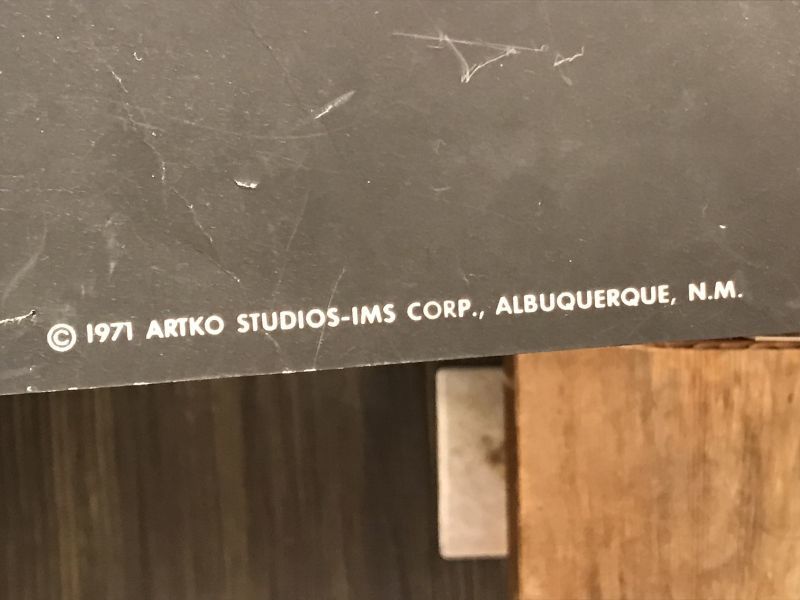 © 1971 ARTKO STUDIOS-IMS CORP., ALBUQUERQUE, N.M.